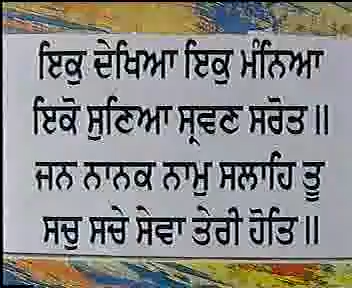 ਇਕੁ ਦੇਖਿਆ ਇਕੁ ਮੰਨਿਆ
ਇਕੋ ਸੁਣਿਆ ਸ੍ਰਵਣ ਸਰੋਤ ॥
ਜਨ ਨਾਨਕ ਨਾਮੁ ਸਲਾਹਿ ਤੂ
ਸਚੁ ਸਚੇ ਸੇਵਾ ਤੇਰੀ ਹੋਤਿ ॥